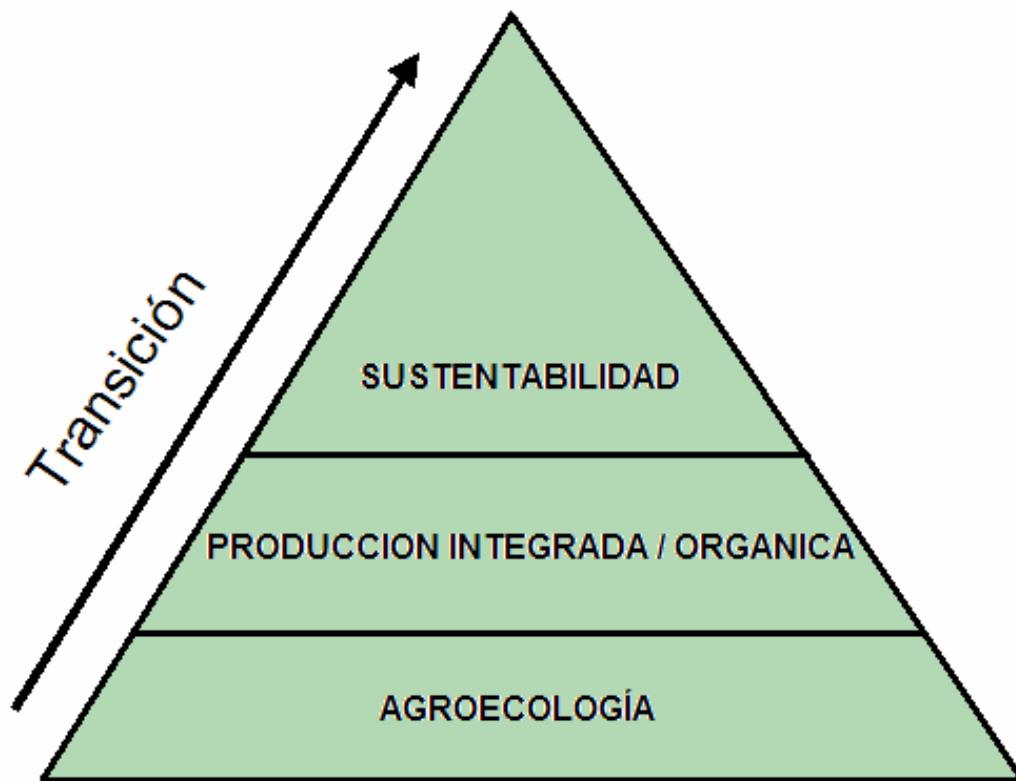 Transición
SUSTENTABILIDAD
PRODUCCION INTEGRADA / ORGANICA
AGROECOLOGÍA